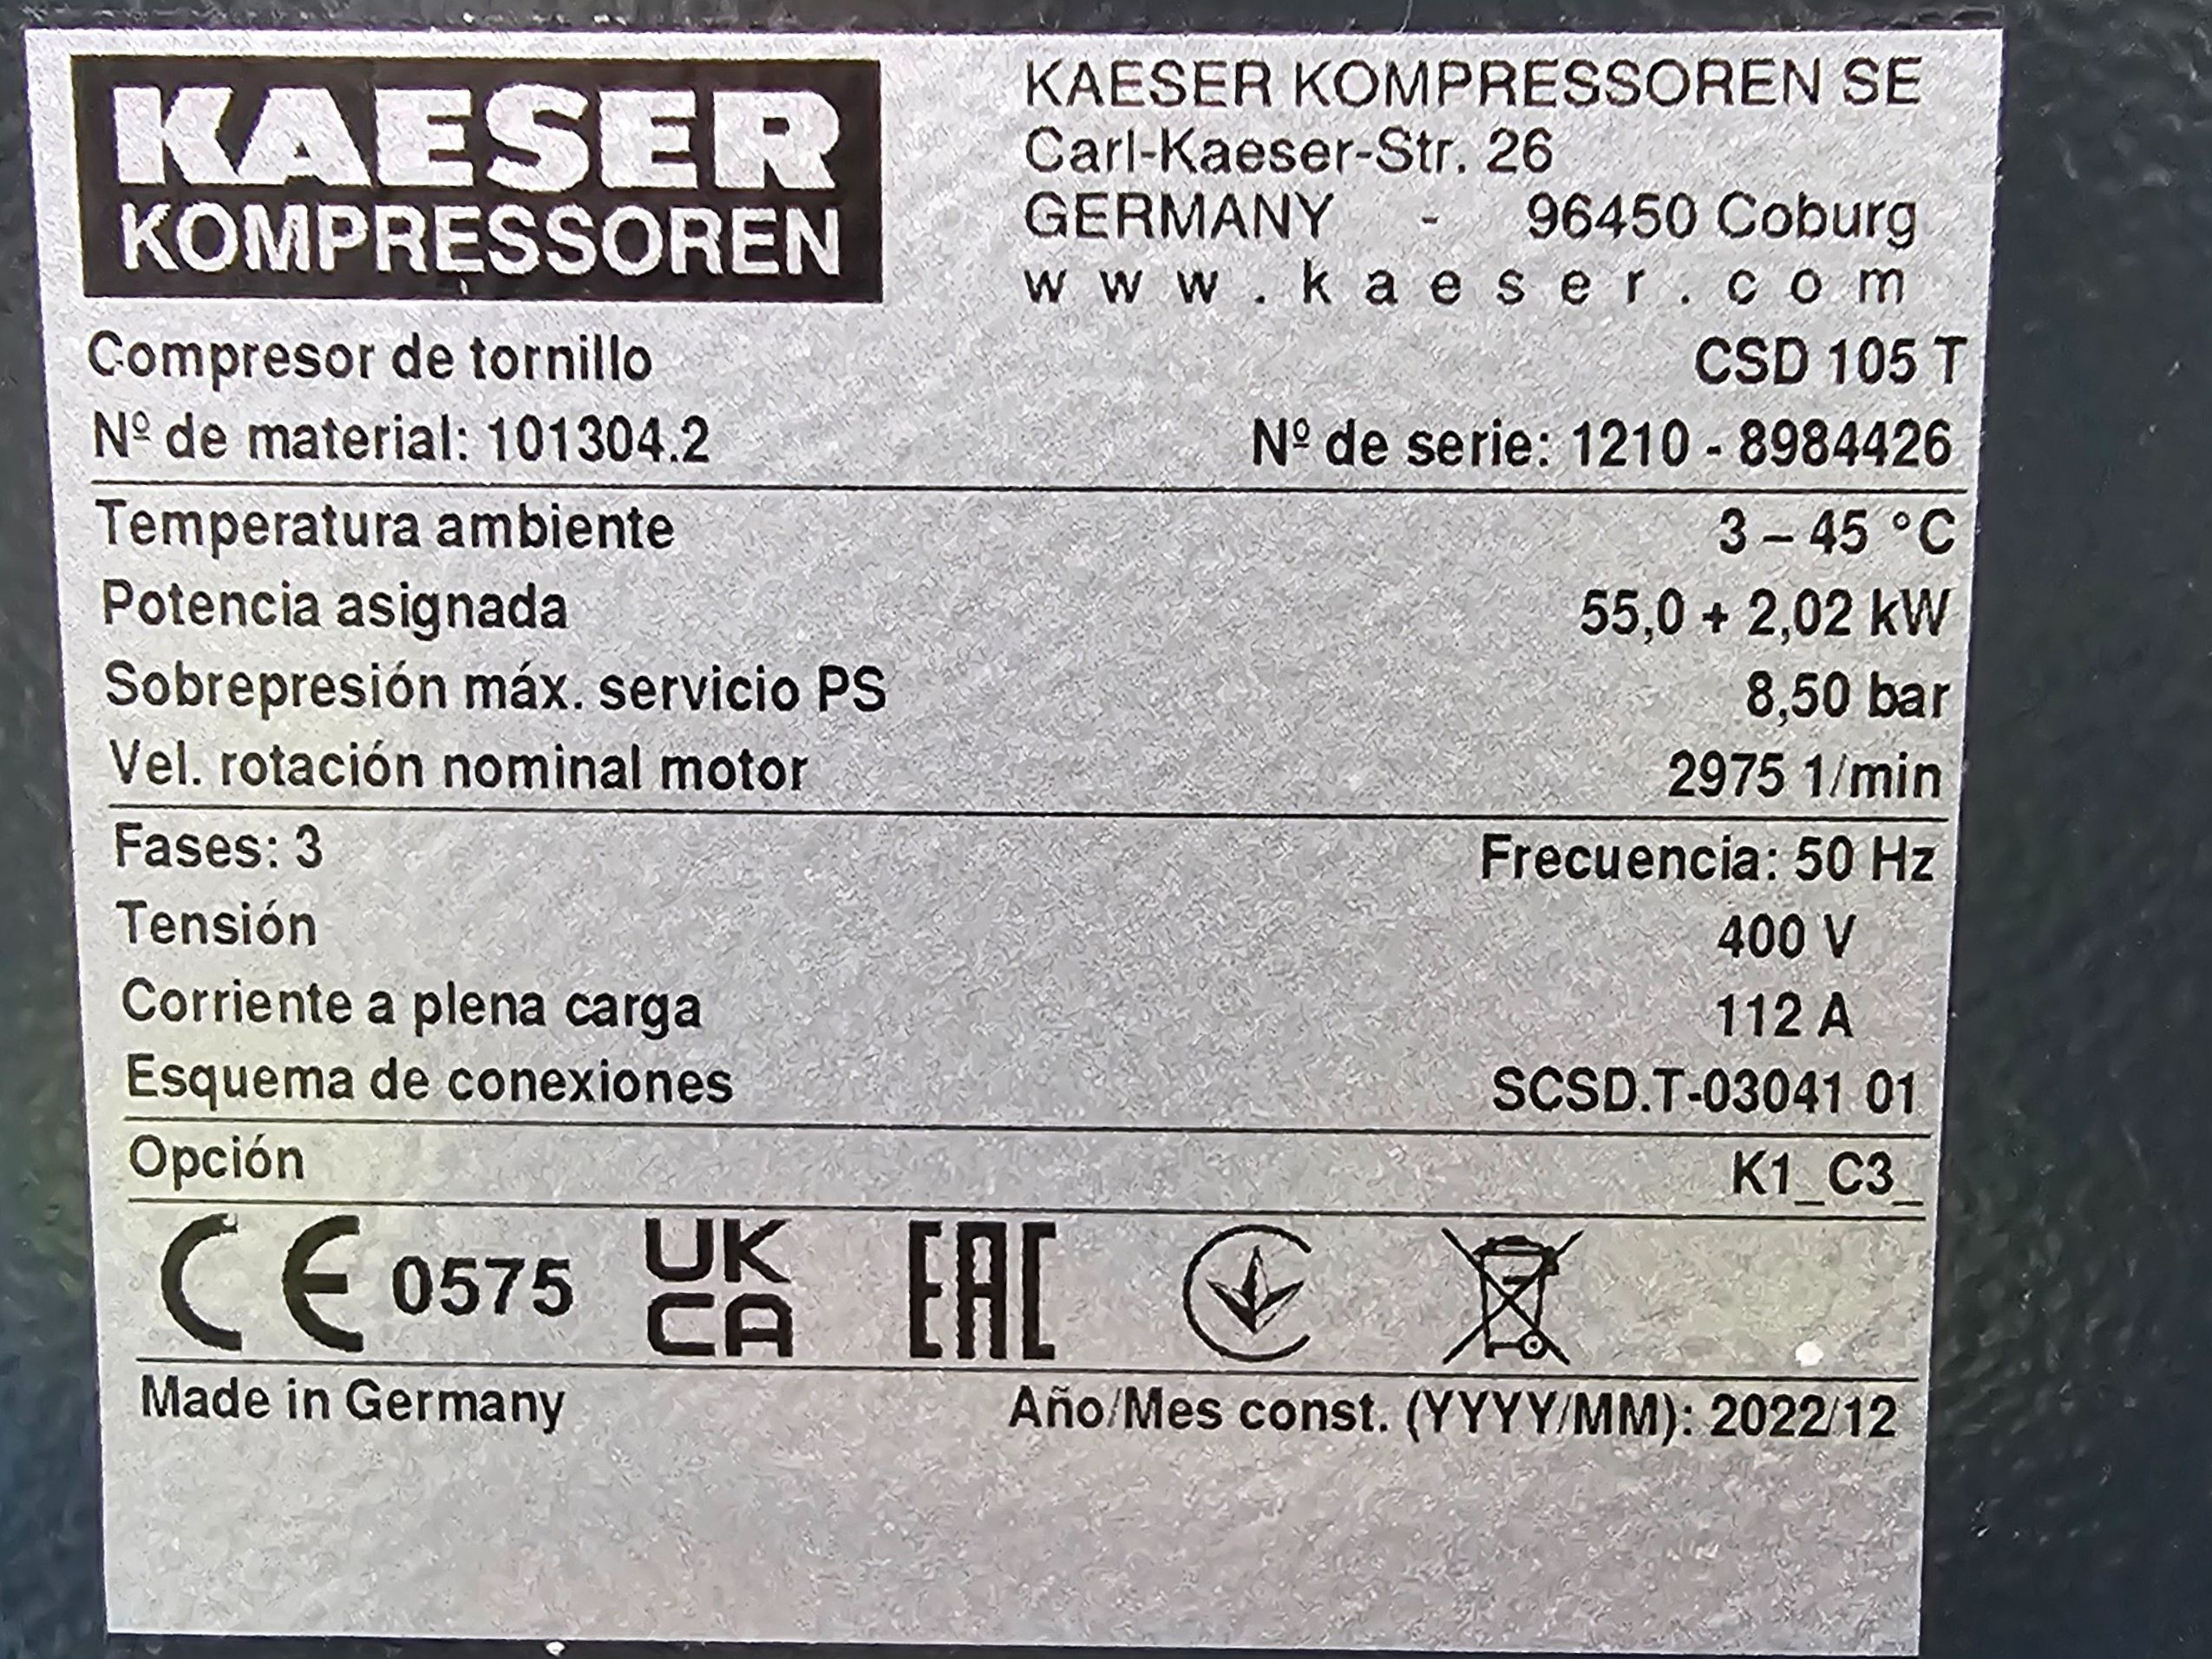 KAESER
KOMPRESSOREN
KAESER KOMPRESSOREN SE
Carl-Kaeser-Str. 26
GERMANY - 96450 Coburg
www.kaeser.com
Compresor de tornillo CSD 105 T
Nº de material: 101304.2 Nº de serie: 1210 - 8984426
Temperatura ambiente 3 – 45 °C
Potencia asignada 55,0 + 2,02 kW
Sobrepresión máx. servicio PS 8,50 bar
Vel. rotación nominal motor 2975 1/min
Fases: 3 Frecuencia: 50 Hz
Tensión 400 V
Corriente a plena carga 112 A
Esquema de conexiones SCSD.T-03041 01
Opción K1_C3_
CE 0575 UK CA EAC
Made in Germany Año/Mes const. (YYYY/MM): 2022/12